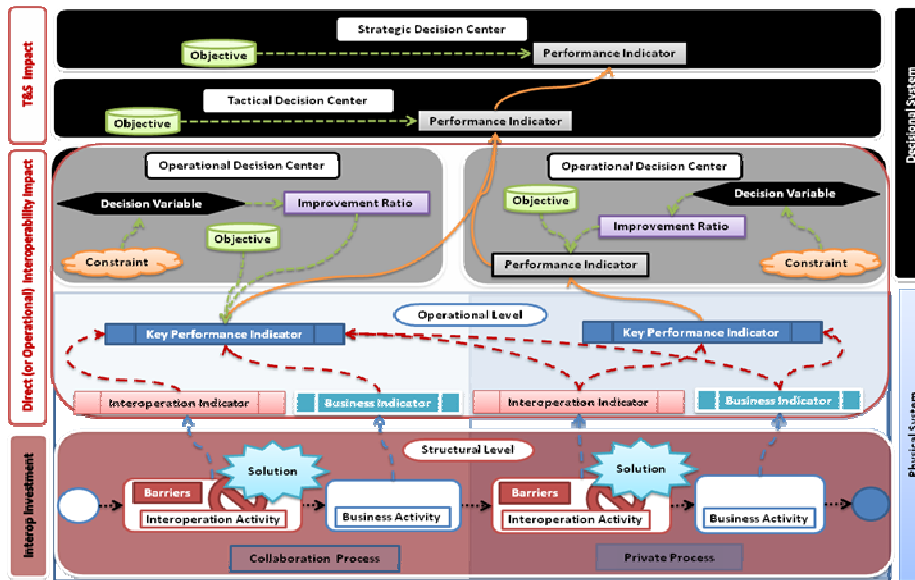 T&S Impact
Strategic Decision Center
Objective
Performance Indicator
Tactical Decision Center
Objective
Performance Indicator
Decisional System
Direct (or Operational) Interoperability Impact
Operational Decision Center
Decision Variable
Improvement Ratio
Objective
Constraint
Operational Decision Center
Objective
Decision Variable
Improvement Ratio
Performance Indicator
Constraint
Operational Level
Key Performance Indicator
Key Performance Indicator
Interoperation Indicator
Business Indicator
Interoperation Indicator
Business Indicator
Physical System
Interop Investment
Structural Level
Solution
Solution
Barriers
Interoperation Activity
Business Activity
Barriers
Interoperation Activity
Business Activity
Collaboration Process
Private Process